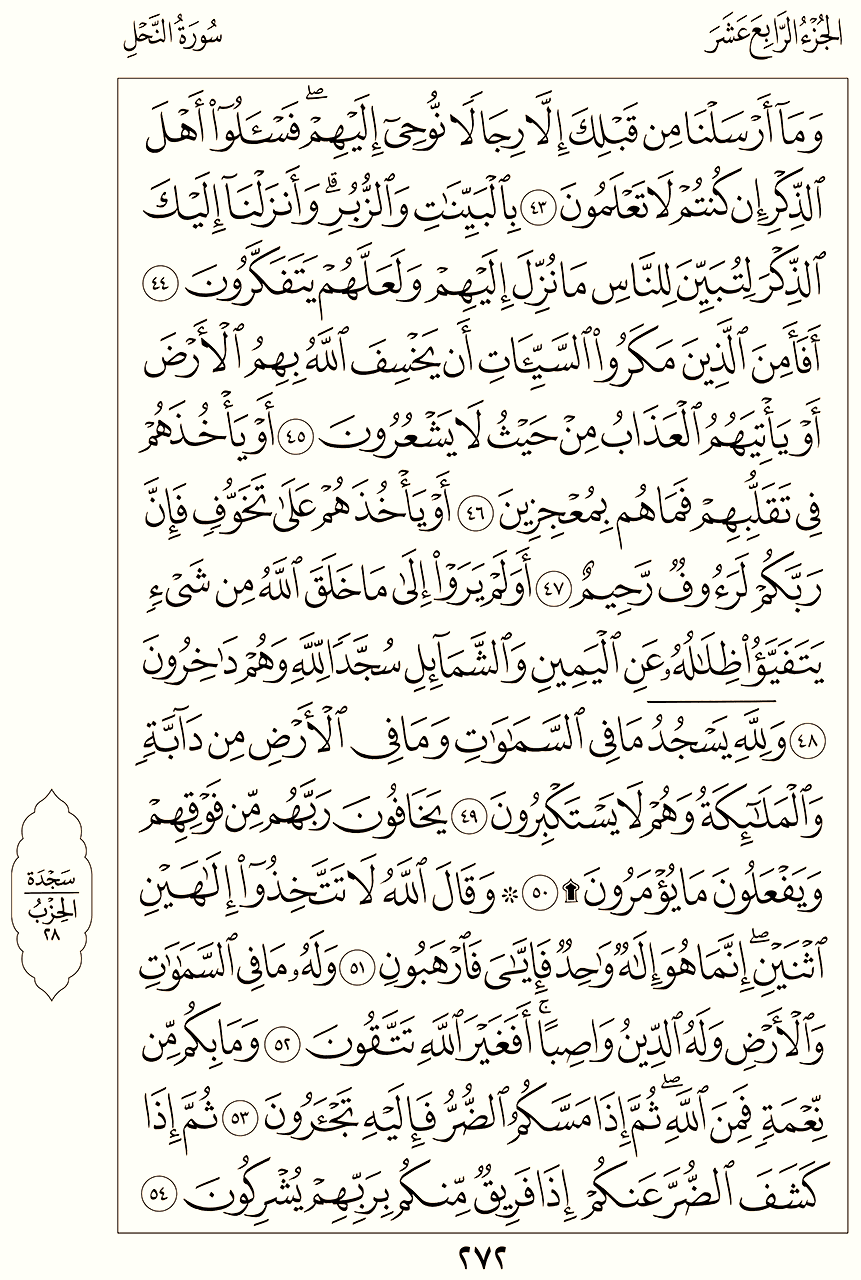 الجُزْءُ الرَّابِعَ عَشَرَ
سُورَةُ النَّحْلِ
وَمَآ أَرۡسَلۡنَا مِن قَبۡلِكَ إِلَّا رِجَالٗا نُّوحِيٓ إِلَيۡهِمۡۖ فَسۡـَٔلُوٓاْ أَهۡلَ
ٱلذِّكۡرِ إِن كُنتُمۡ لَا تَعۡلَمُونَ ٤٣ بِٱلۡبَيِّنَٰتِ وَٱلزُّبُرِۗ وَأَنزَلۡنَآ إِلَيۡكَ
ٱلذِّكۡرَ لِتُبَيِّنَ لِلنَّاسِ مَا نُزِّلَ إِلَيۡهِمۡ وَلَعَلَّهُمۡ يَتَفَكَّرُونَ ٤٤
أَفَأَمِنَ ٱلَّذِينَ مَكَرُواْ ٱلسَّيِّـَٔاتِ أَن يَخۡسِفَ ٱللَّهُ بِهِمُ ٱلۡأَرۡضَ
أَوۡ يَأۡتِيَهُمُ ٱلۡعَذَابُ مِنۡ حَيۡثُ لَا يَشۡعُرُونَ ٤٥ أَوۡ يَأۡخُذَهُمۡ
فِي تَقَلُّبِهِمۡ فَمَا هُم بِمُعۡجِزِينَ ٤٦ أَوۡ يَأۡخُذَهُمۡ عَلَىٰ تَخَوُّفٖ فَإِنَّ
رَبَّكُمۡ لَرَءُوفٞ رَّحِيمٌ ٤٧ أَوَلَمۡ يَرَوۡاْ إِلَىٰ مَا خَلَقَ ٱللَّهُ مِن شَيۡءٖ
يَتَفَيَّؤُاْ ظِلَٰلُهُۥ عَنِ ٱلۡيَمِينِ وَٱلشَّمَآئِلِ سُجَّدٗا لِّلَّهِ وَهُمۡ دَٰخِرُونَ
٤٨ وَلِلَّهِۤ يَسۡجُدُۤ مَا فِي ٱلسَّمَٰوَٰتِ وَمَا فِي ٱلۡأَرۡضِ مِن دَآبَّةٖ
وَٱلۡمَلَٰٓئِكَةُ وَهُمۡ لَا يَسۡتَكۡبِرُونَ ٤٩ يَخَافُونَ رَبَّهُم مِّن فَوۡقِهِمۡ
وَيَفۡعَلُونَ مَا يُؤۡمَرُونَ۩ ٥٠ ۞ وَقَالَ ٱللَّهُ لَا تَتَّخِذُوٓاْ إِلَٰهَيۡنِ
ٱثۡنَيۡنِۖ إِنَّمَا هُوَ إِلَٰهٞ وَٰحِدٞ فَإِيَّٰيَ فَٱرۡهَبُونِ ٥١ وَلَهُۥ مَا فِي ٱلسَّمَٰوَٰتِ
وَٱلۡأَرۡضِ وَلَهُ ٱلدِّينُ وَاصِبًاۚ أَفَغَيۡرَ ٱللَّهِ تَتَّقُونَ ٥٢ وَمَا بِكُم مِّن
نِّعۡمَةٖ فَمِنَ ٱللَّهِۖ ثُمَّ إِذَا مَسَّكُمُ ٱلضُّرُّ فَإِلَيۡهِ تَجۡـَٔرُونَ ٥٣ ثُمَّ إِذَا
كَشَفَ ٱلضُّرَّ عَنكُمۡ إِذَا فَرِيقٞ مِّنكُم بِرَبِّهِمۡ يُشۡرِكُونَ ٥٤
سَجْدَة
الحِزْبُ
٢٨
٢٧٢